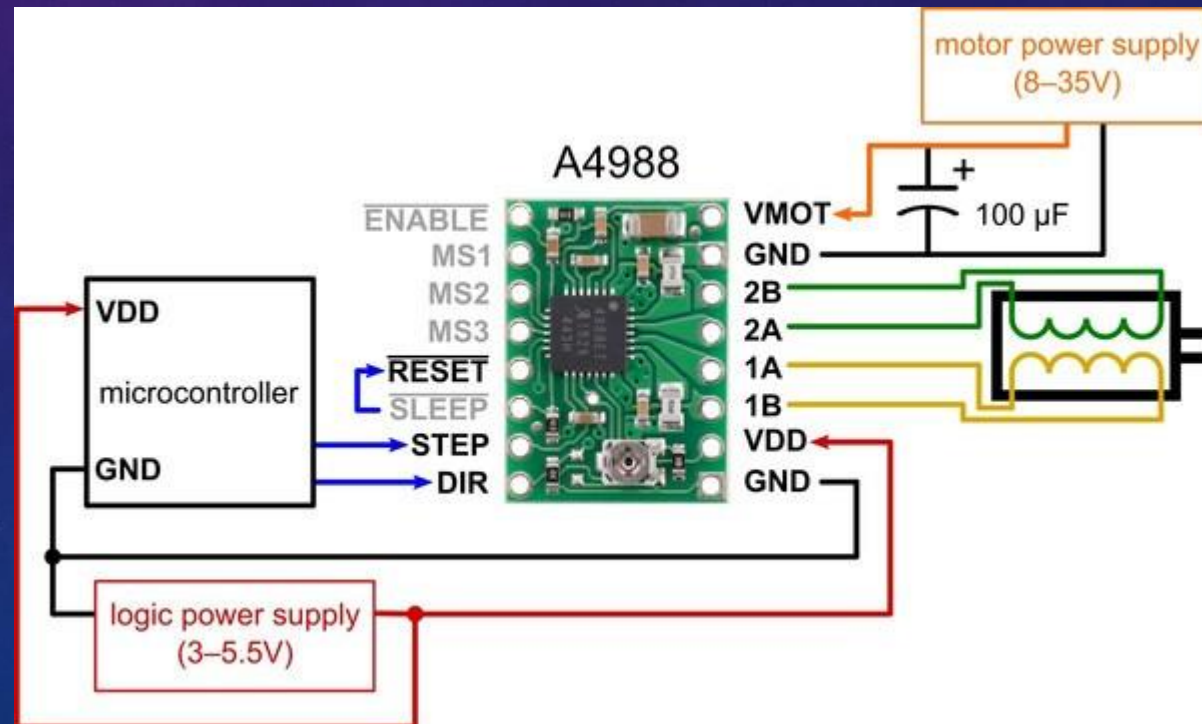 motor power supply
(8–35V)
A4988
ENABLE
VMOT
+
100 µF
MS1
GND
MS2
2B
VDD
MS3
2A
microcontroller
RESET
1A
SLEEP
1B
STEP
VDD
GND
DIR
GND
logic power supply
(3–5.5V)